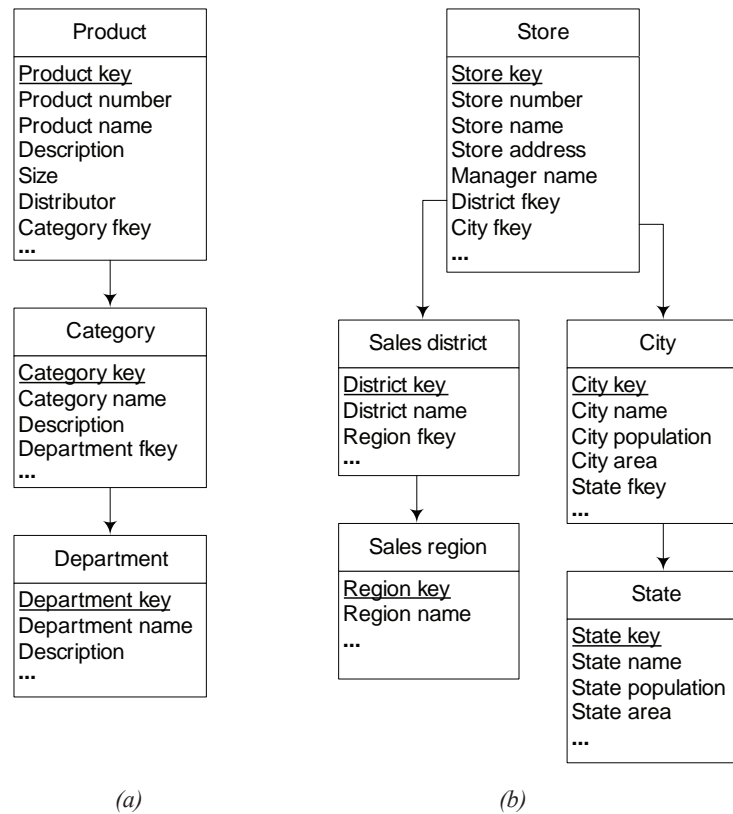 Product
Product key
Product number
Product name
Description
Size
Distributor
Category fkey
...
Category
Category key
Category name
Description
Department fkey
...
Department
Department key
Department name
Description
...
(a)
Store
Store key
Store number
Store name
Store address
Manager name
District fkey
City fkey
...
Sales district
District key
District name
Region fkey
...
Sales region
Region key
Region name
...
City
City key
City name
City population
City area
State fkey
...
State
State key
State name
State population
State area
...
(b)